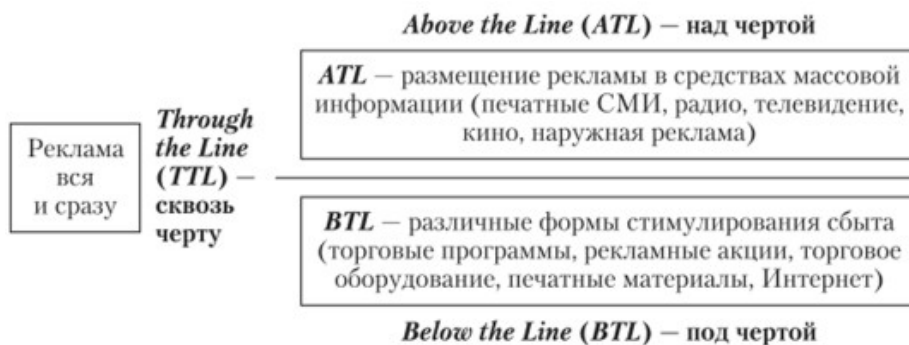 Above the Line (ATL) — над чертой
ATL — размещение рекламы в средствах массовой
информации (печатные СМИ, радио, телевидение,
кино, наружная реклама)
Реклама
вся
и сразу
Through
the Line
(TTL) —
сквозь
черту
BTL — различные формы стимулирования сбыта
(торговые программы, рекламные акции, торговое
оборудование, печатные материалы, Интернет)
Below the Line (BTL) — под чертой